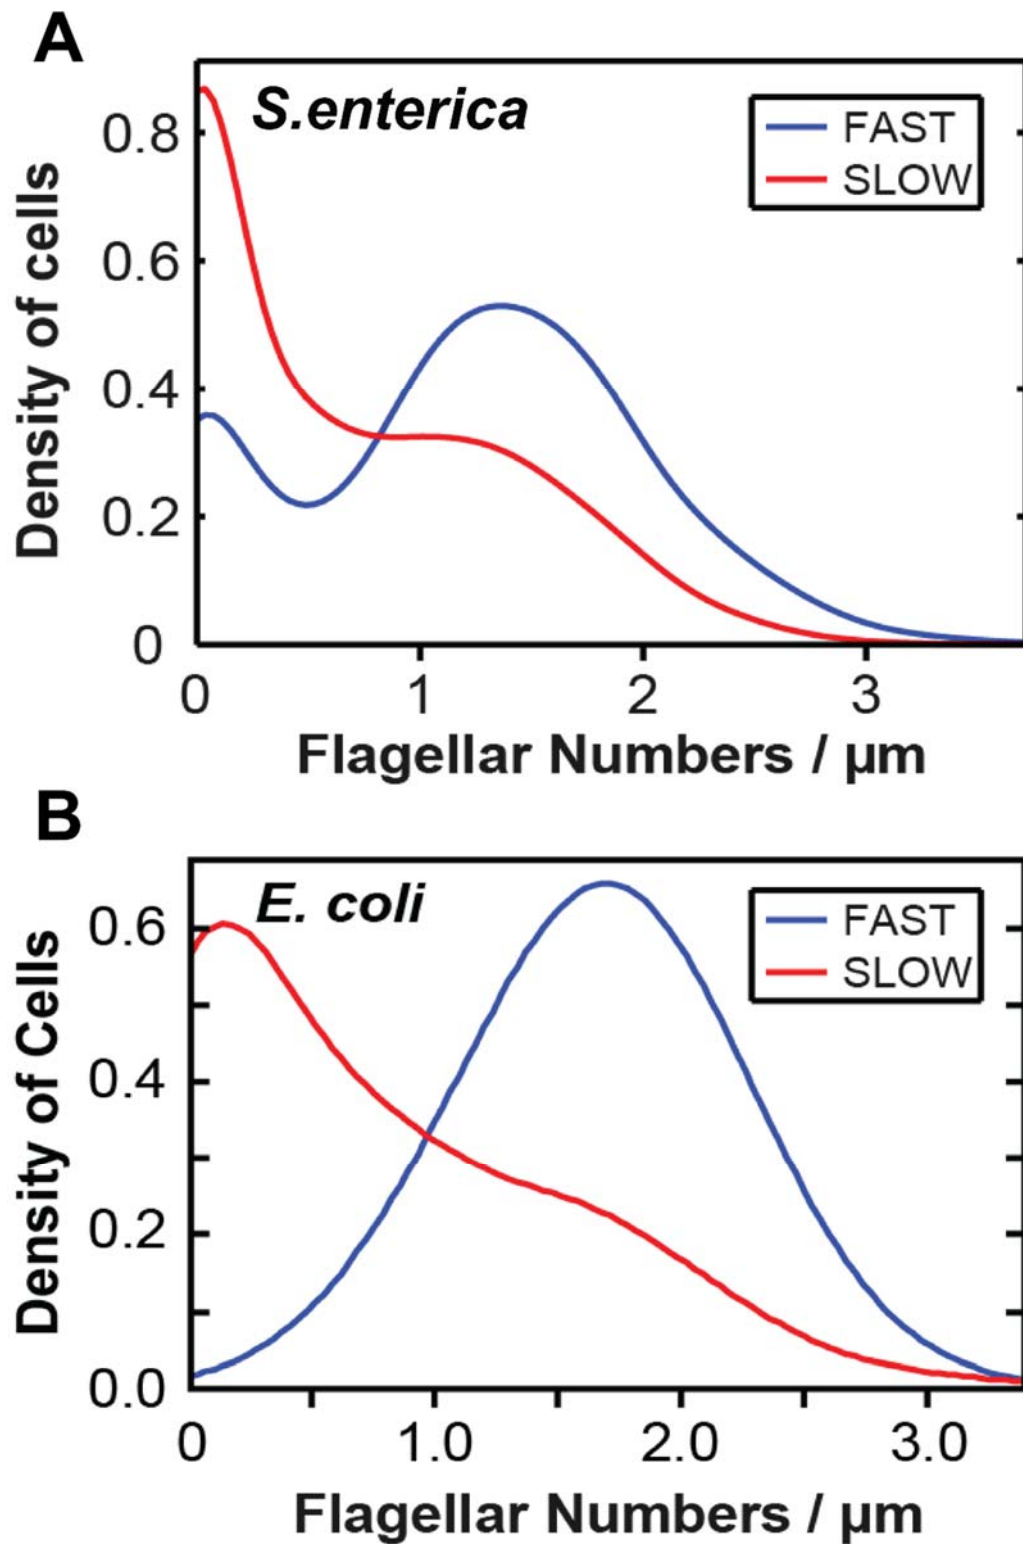 A
S.enterica
FAST
SLOW
Density of cells
0.8
0.6
0.4
0.2
0
0 1 2 3
Flagellar Numbers / µm
B
E. coli
FAST
SLOW
Density of Cells
0.6
0.4
0.2
0.0
0 1.0 2.0 3.0
Flagellar Numbers / µm